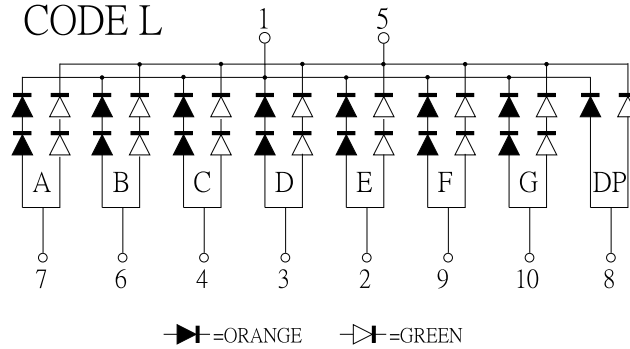 CODE L
1 5
A B C D E F G DP
7 6 4 3 2 9 10 8
=ORANGE =GREEN